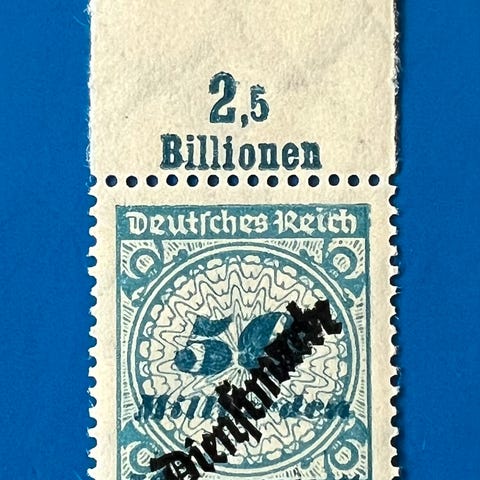 2,5
Billionen
Deutsches Reich
50
Milliarden
Dienstmarke